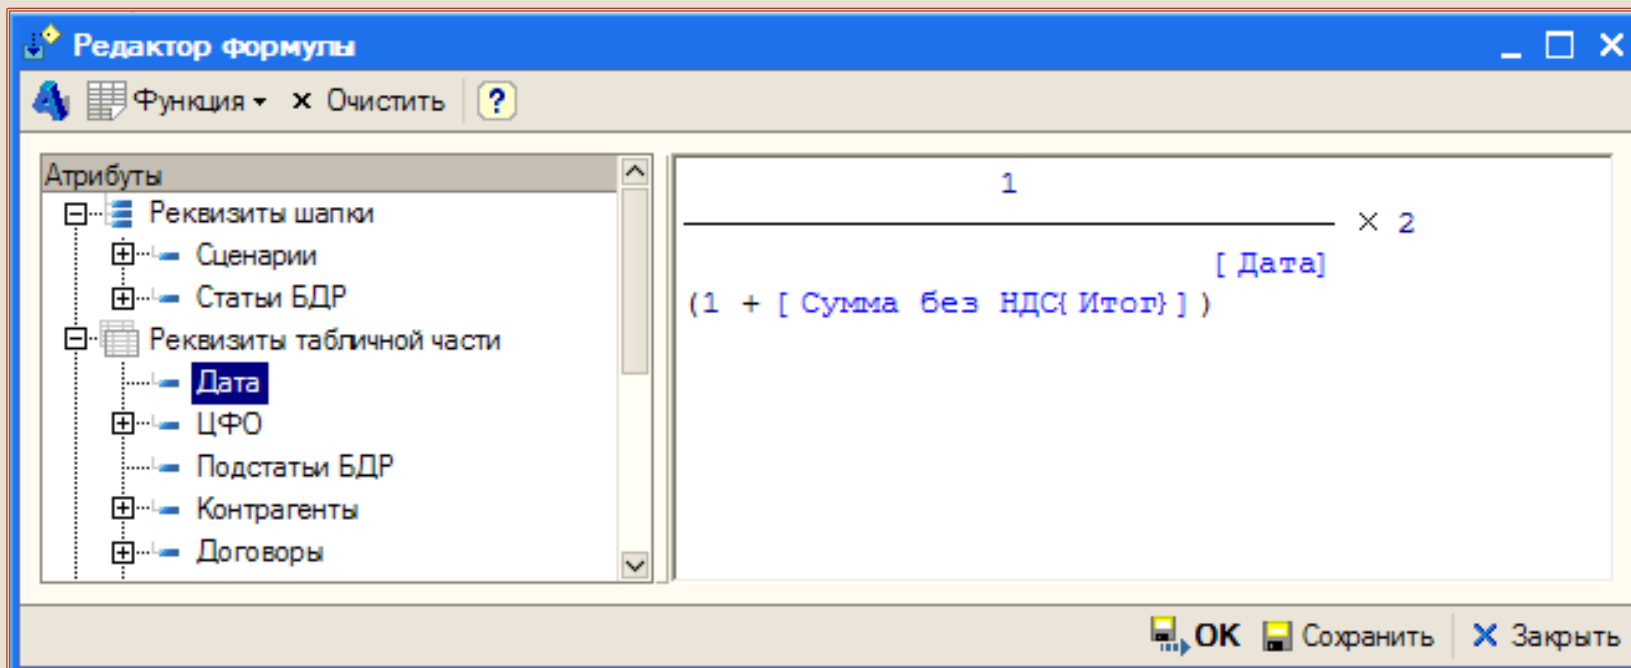 Редактор формулы
Функция × Очистить ?
Атрибуты
Реквизиты шапки
Сценарии
Статьи БДР
Реквизиты табличной части
Дата
ЦФО
Подстатьи БДР
Контрагенты
Договоры
1
× 2
[ Дата]
(1 + [ Сумма без НДС{ Итог} ] )
OK Сохранить × Закрыть